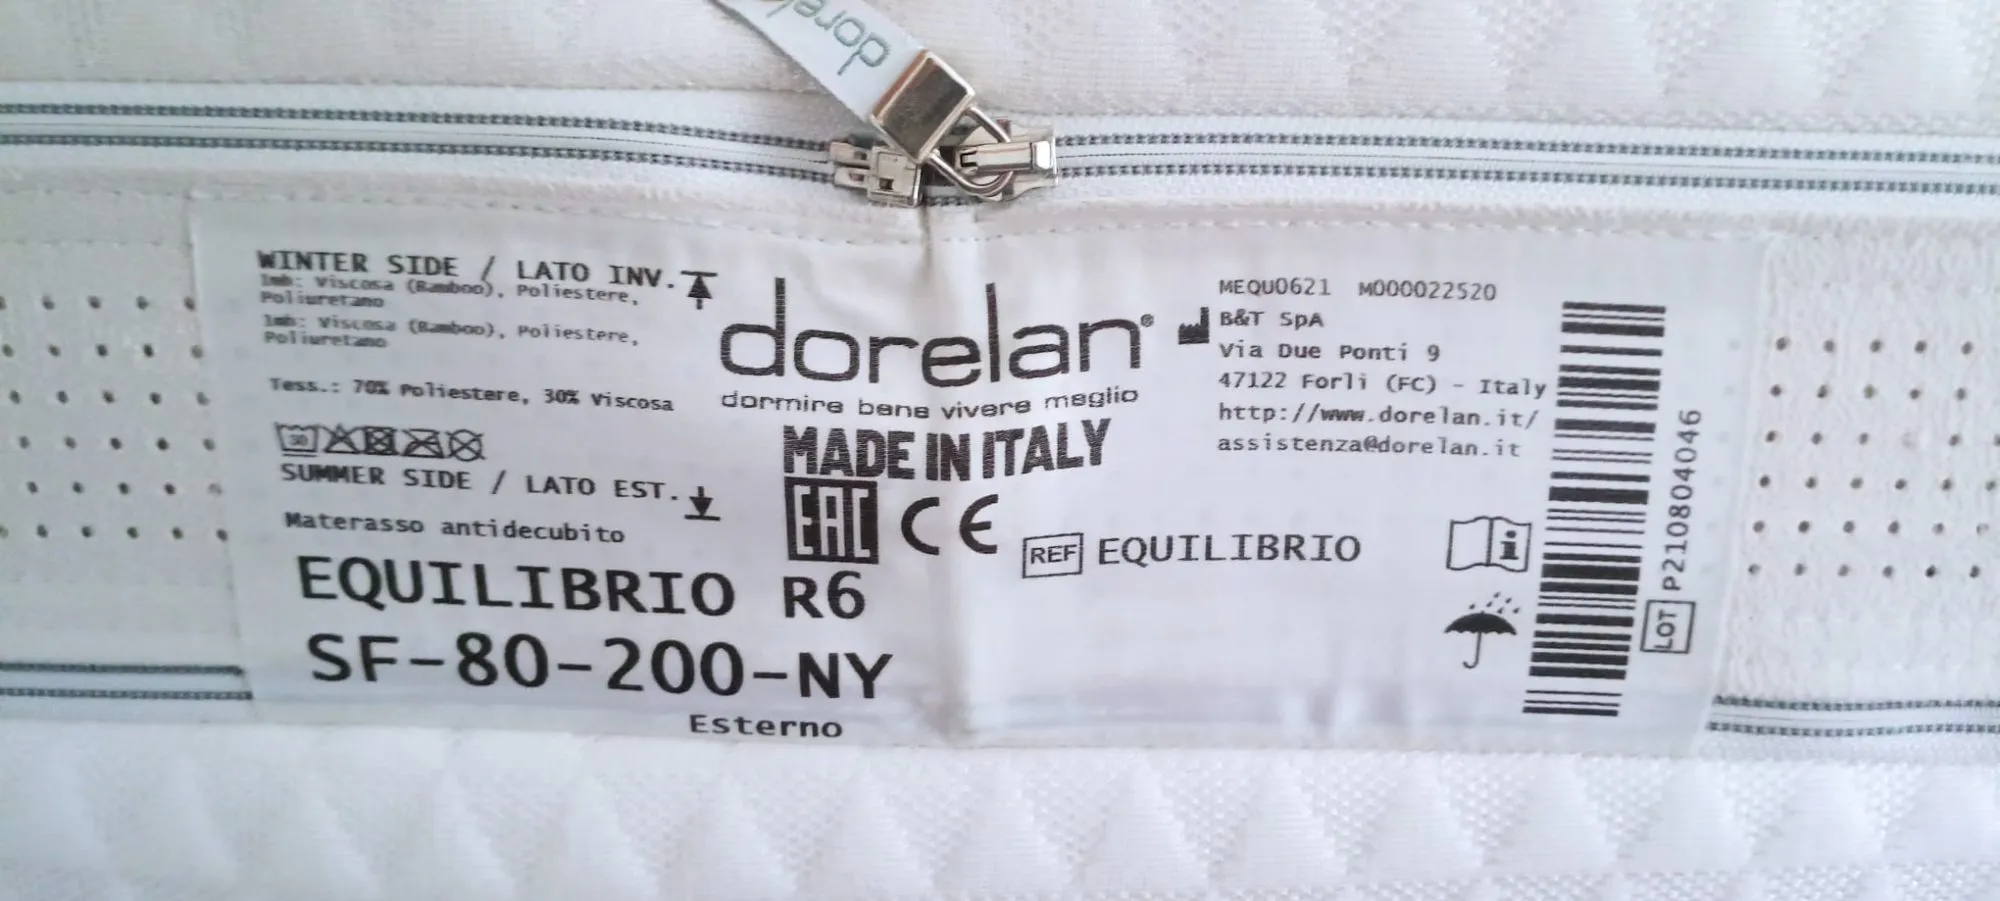 dorelan
WINTER SIDE / LATO INV.
Imb: Viscosa (Bamboo), Poliestere,
Poliuretano
Imb: Viscosa (Bamboo), Poliestere,
Poliuretano
Tess.: 70% Poliestere, 30% Viscosa
30
SUMMER SIDE / LATO EST.
Materasso antidecubito
EQUILIBRIO R6
SF-80-200-NY
Esterno
dorelan®
dormire bene vivere meglio
MADE IN ITALY
EAC CE
REF EQUILIBRIO
MEQU0621 M000022520
B&T SpA
Via Due Ponti 9
47122 Forli (FC) - Italy
http://www.dorelan.it/
assistenza@dorelan.it
LOT P210804046